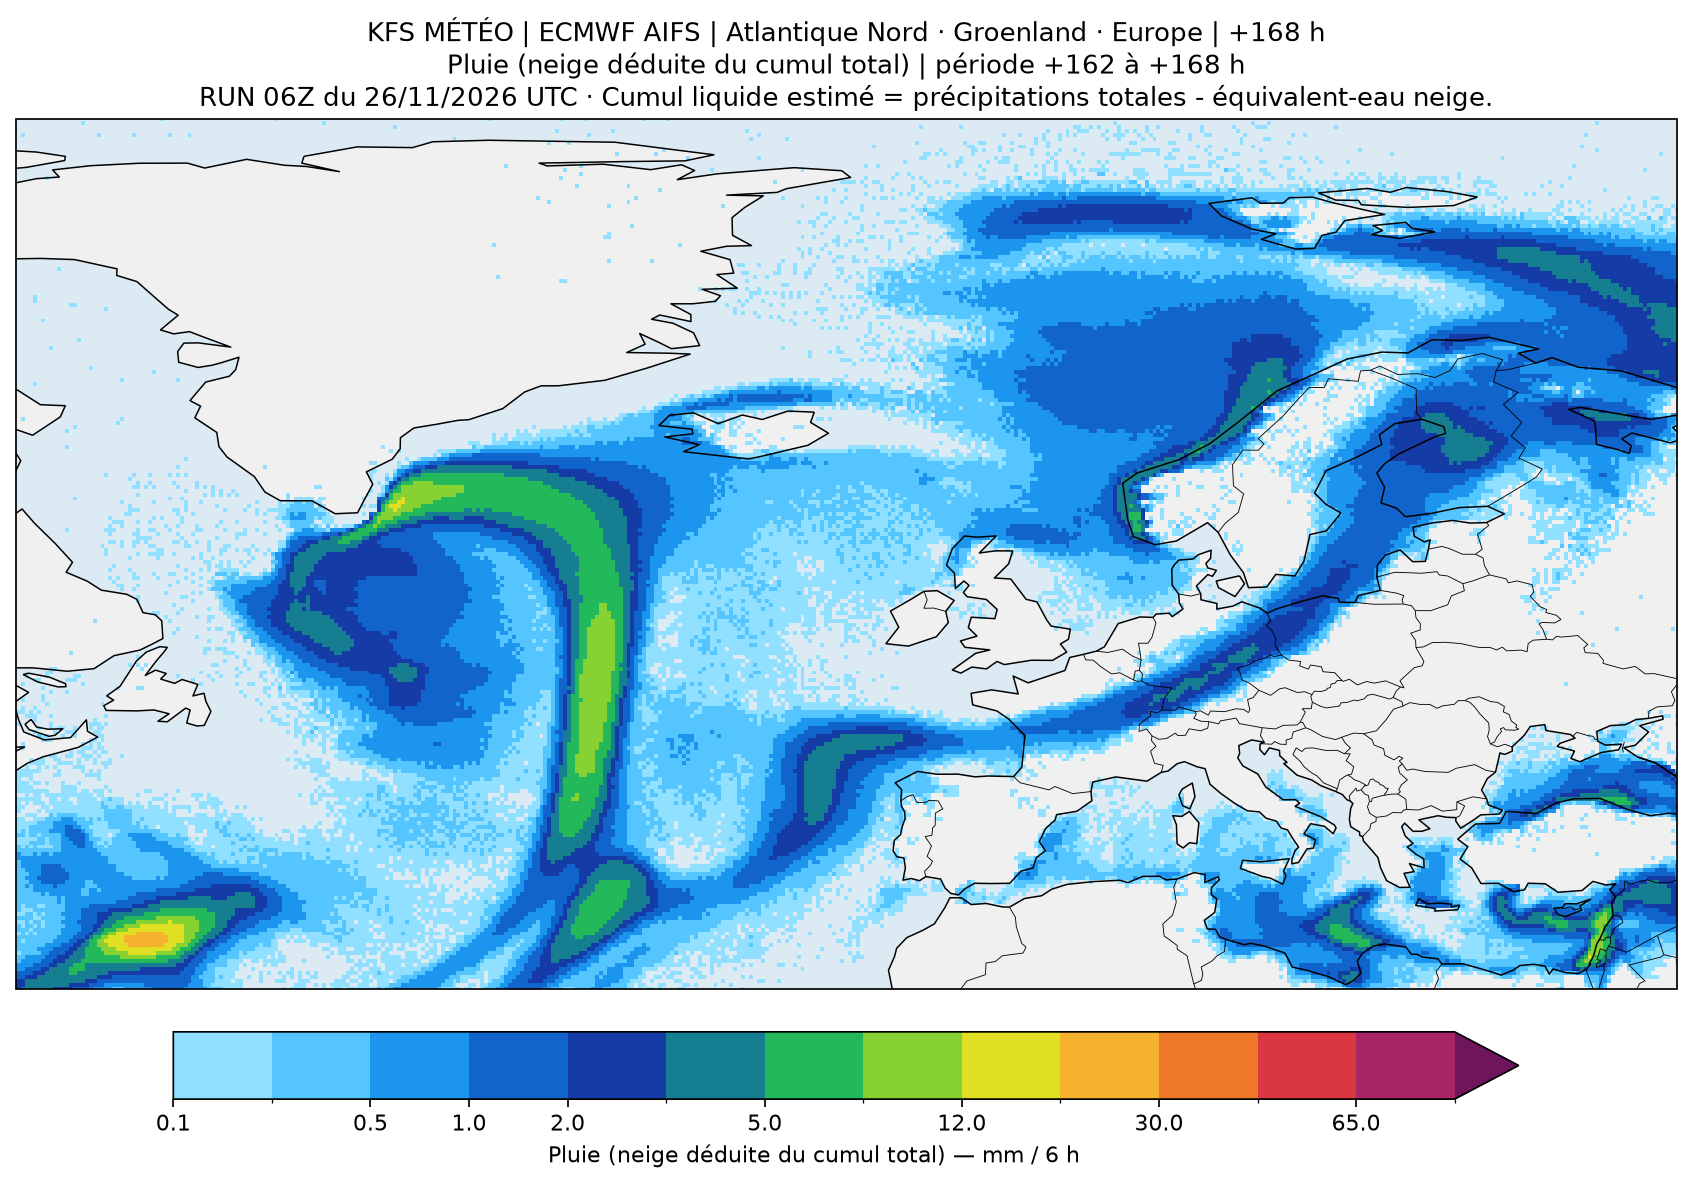 KFS MÉTÉO | ECMWF AIFS | Atlantique Nord · Groenland · Europe | +168 h
Pluie (neige déduite du cumul total) | période +162 à +168 h
RUN 06Z du 26/11/2026 UTC · Cumul liquide estimé = précipitations totales - équivalent-eau neige.
0.1 0.5 1.0 2.0 5.0 12.0 30.0 65.0
Pluie (neige déduite du cumul total) — mm / 6 h